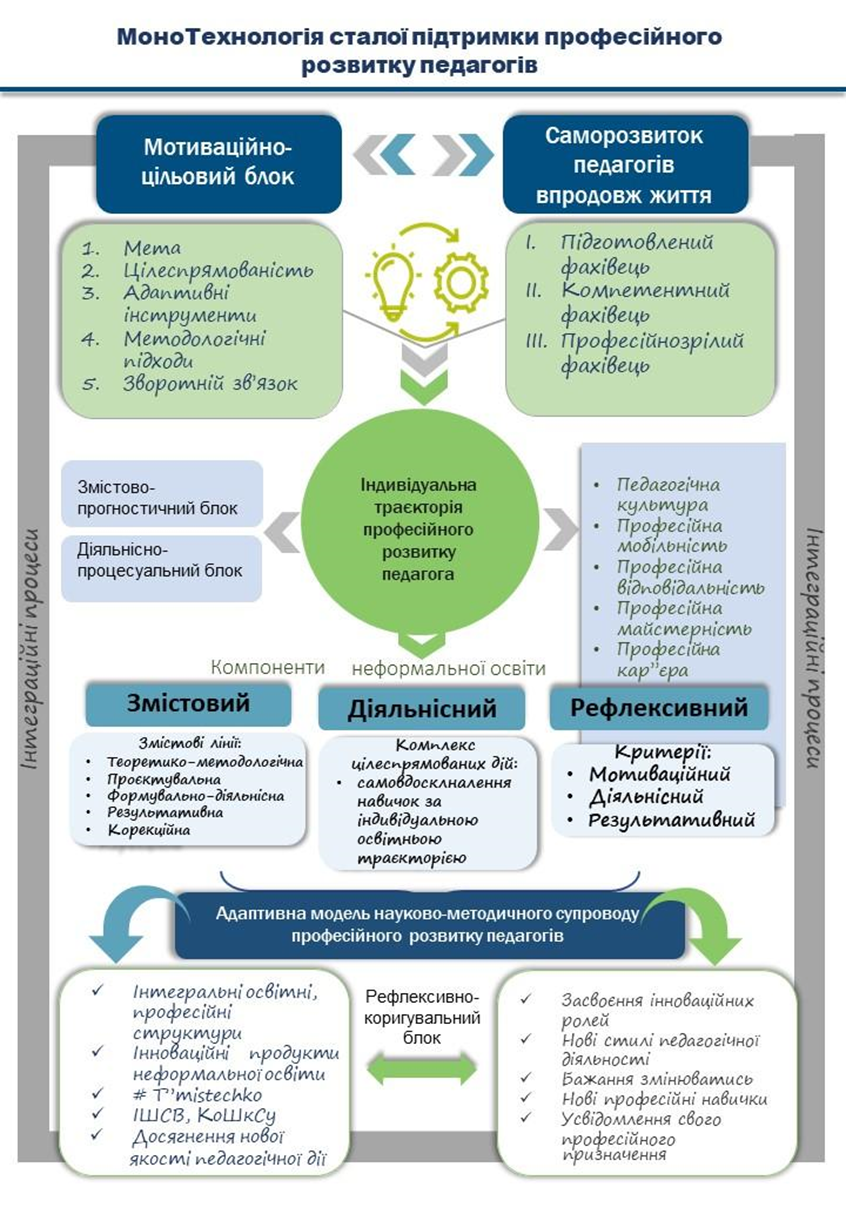 МоноТехнологія сталої підтримки професійного
розвитку педагогів
Мотиваційно-
цільовий блок
Саморозвиток
педагогів
впродовж життя
1. Мета
2. Цілеспрямованість
3. Адаптивні
інструменти
4. Методологічні
підходи
5. Зворотній зв'язок
I. Підготовлений
фахівець
II. Компетентний
фахівець
III. Професійнозрілий
фахівець
Інтеграційні процеси
Змістово-
прогностичний блок
Діяльнісно-
процесуальний блок
Індивідуальна
траєкторія
професійного
розвитку
педагога
• Педагогічна
культура
• Професійна
мобільність
• Професійна
відповідальність
• Професійна
майстерність
• Професійна
кар"єра
Інтеграційні процеси
Компоненти неформальної освіти
Змістовий
Змістові лінії:
• Теоретико-методологічна
• Проєктувальна
• Формувально-діяльнісна
• Результативна
• Корекційна
Діяльнісний
Комплекс
цілеспрямованих дій:
• самовдосклналення
навичок за
індивідуальною
освітньою
траєкторією
Рефлексивний
Критерії:
• Мотиваційний
• Діяльнісний
• Результативний
Адаптивна модель науково-методичного супроводу
професійного розвитку педагогів
✓ Інтегральні освітні,
професійні
структури
✓ Інноваційні продукти
неформальної освіти
✓ # T"mistechko
✓ ІШСВ, КоШкСу
✓ Досягнення нової
якості педагогічної дії
Рефлексивно-
коригувальний
блок
✓ Засвоєння інноваційних
ролей
✓ Нові стилі педагогічної
діяльності
✓ Бажання змінюватись
✓ Нові професійні навички
✓ Усвідомлення свого
професійного
призначення